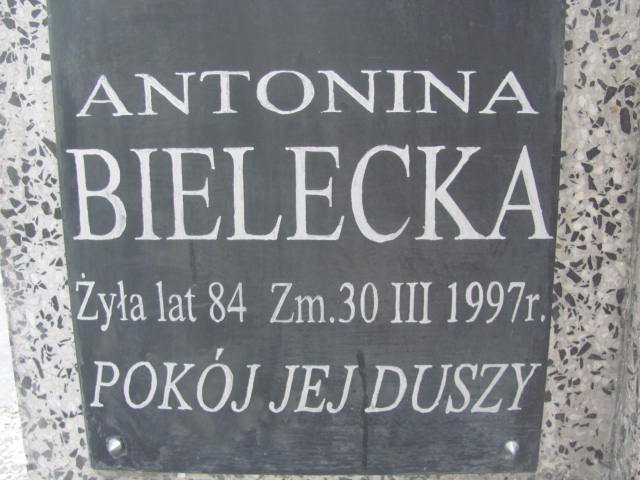 ANTONINA
BIELECKA
Żyła lat 84 Zm.30 III 1997r.
POKÓJ JEJ DUSZY